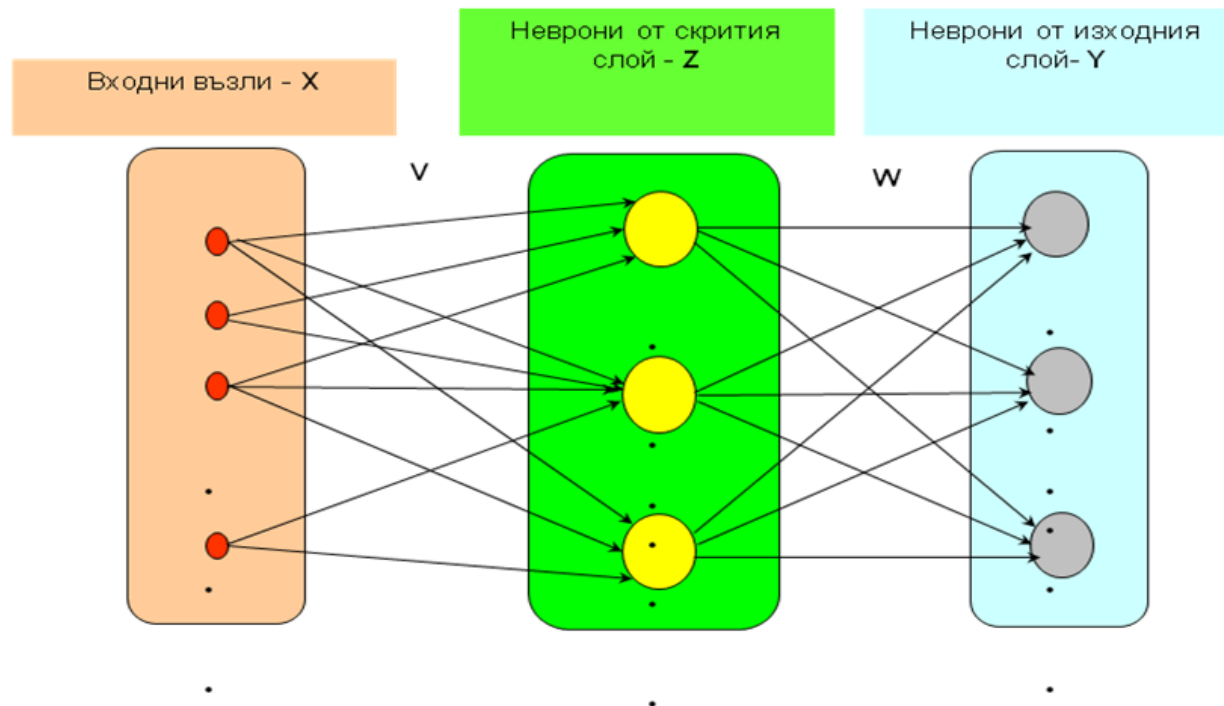 Входни възли - X
Неврони от скрития
слой - Z
Неврони от изходния
слой- Y
V
W